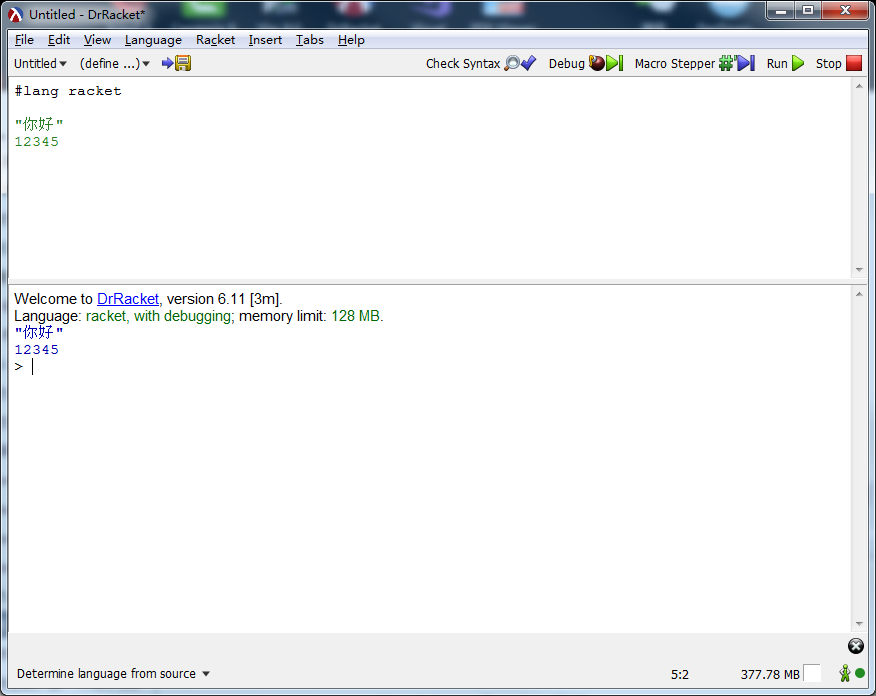 Untitled - DrRacket*
File Edit View Language Racket Insert Tabs Help
Untitled (define ...) Check Syntax Debug Macro Stepper Run Stop
#lang racket
"你好"
12345
Welcome to DrRacket, version 6.11 [3m].
Language: racket, with debugging; memory limit: 128 MB.
"你好"
12345
>
Determine language from source 5:2 377.78 MB